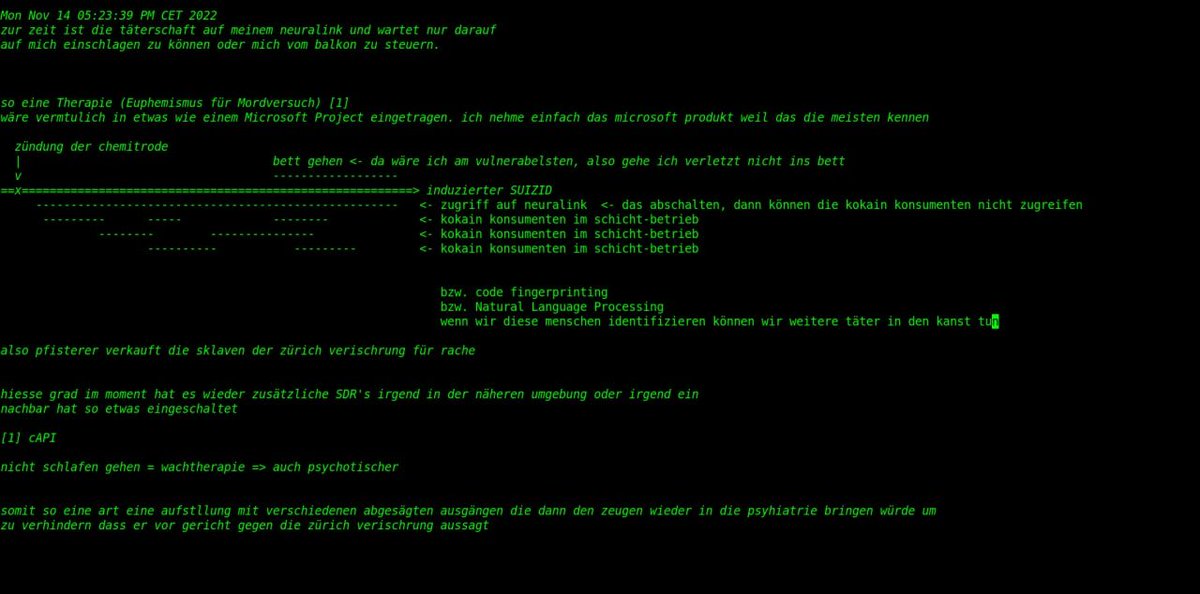 Mon Nov 14 05:23:39 PM CET 2022
zur zeit ist die täterschaft auf meinem neuralink und wartet nur darauf
auf mich einschlagen zu können oder mich vom balkon zu steuern.
so eine Therapie (Euphemismus für Mordversuch) [1]
wäre vermtulich in etwas wie einem Microsoft Project eingetragen. ich nehme einfach das microsoft produkt weil das die meisten kennen
zündung der chemitrode
| bett gehen <- da wäre ich am vulnerabelsten, also gehe ich verletzt nicht ins bett
v ------------------
==x========================================================> induzierter SUIZID
---------------------------------------------------- <- zugriff auf neuralink <- das abschalten, dann können die kokain konsumenten nicht zugreifen
--------- ----- -------- <- kokain konsumenten im schicht-betrieb
-------- --------------- <- kokain konsumenten im schicht-betrieb
---------- --------- <- kokain konsumenten im schicht-betrieb
bzw. code fingerprinting
bzw. Natural Language Processing
wenn wir diese menschen identifizieren können wir weitere täter in den kanst tun
also pfisterer verkauft die sklaven der zürich verischrung für rache
hiesse grad im moment hat es wieder zusätzliche SDR's irgend in der näheren umgebung oder irgend ein
nachbar hat so etwas eingeschaltet
[1] cAPI
nicht schlafen gehen = wachtherapie => auch psychotischer
somit so eine art eine aufstllung mit verschiedenen abgesägten ausgängen die dann den zeugen wieder in die psyhiatrie bringen würde um
zu verhindern dass er vor gericht gegen die zürich verischrung aussagt